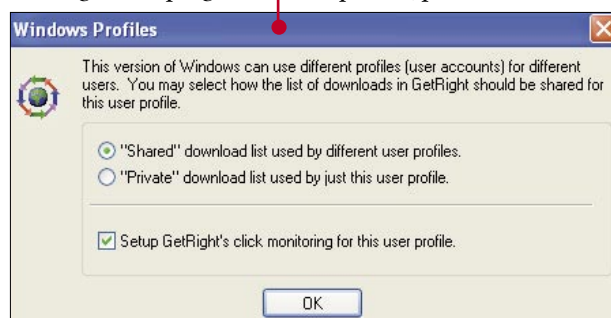 Windows Profiles
This version of Windows can use different profiles (user accounts) for different
users. You may select how the list of downloads in GetRight should be shared for
this user profile.
"Shared" download list used by different user profiles.
"Private" download list used by just this user profile.
Setup GetRight's click monitoring for this user profile.
OK